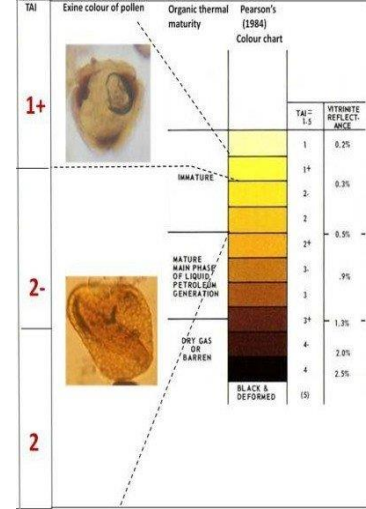 TAI
Exine colour of pollen
Organic thermal
maturity
Pearson's
(1984)
Colour chart
1+
2-
2
IMMATURE
MATURE
MAIN PHASE
OF LIQUID
PETROLEUM
GENERATION
DRY GAS
OR
BARREN
BLACK &
DEFORMED
TAI=
1-5
1
1+
2-
2
2+
3-
3
3+
4-
4
(5)
VITRINITE
REFLECT-
ANCE
0.2%
0.3%
0.5%
.9%
1.3%
2.0%
2.5%